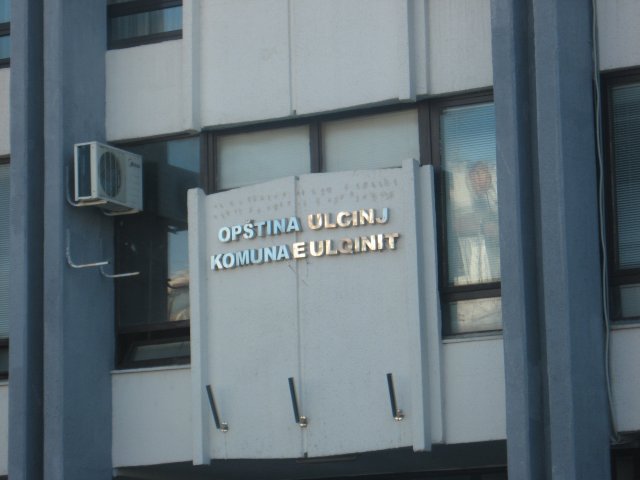 OPŠTINA ULCINJ
KOMUNA E ULQINIT